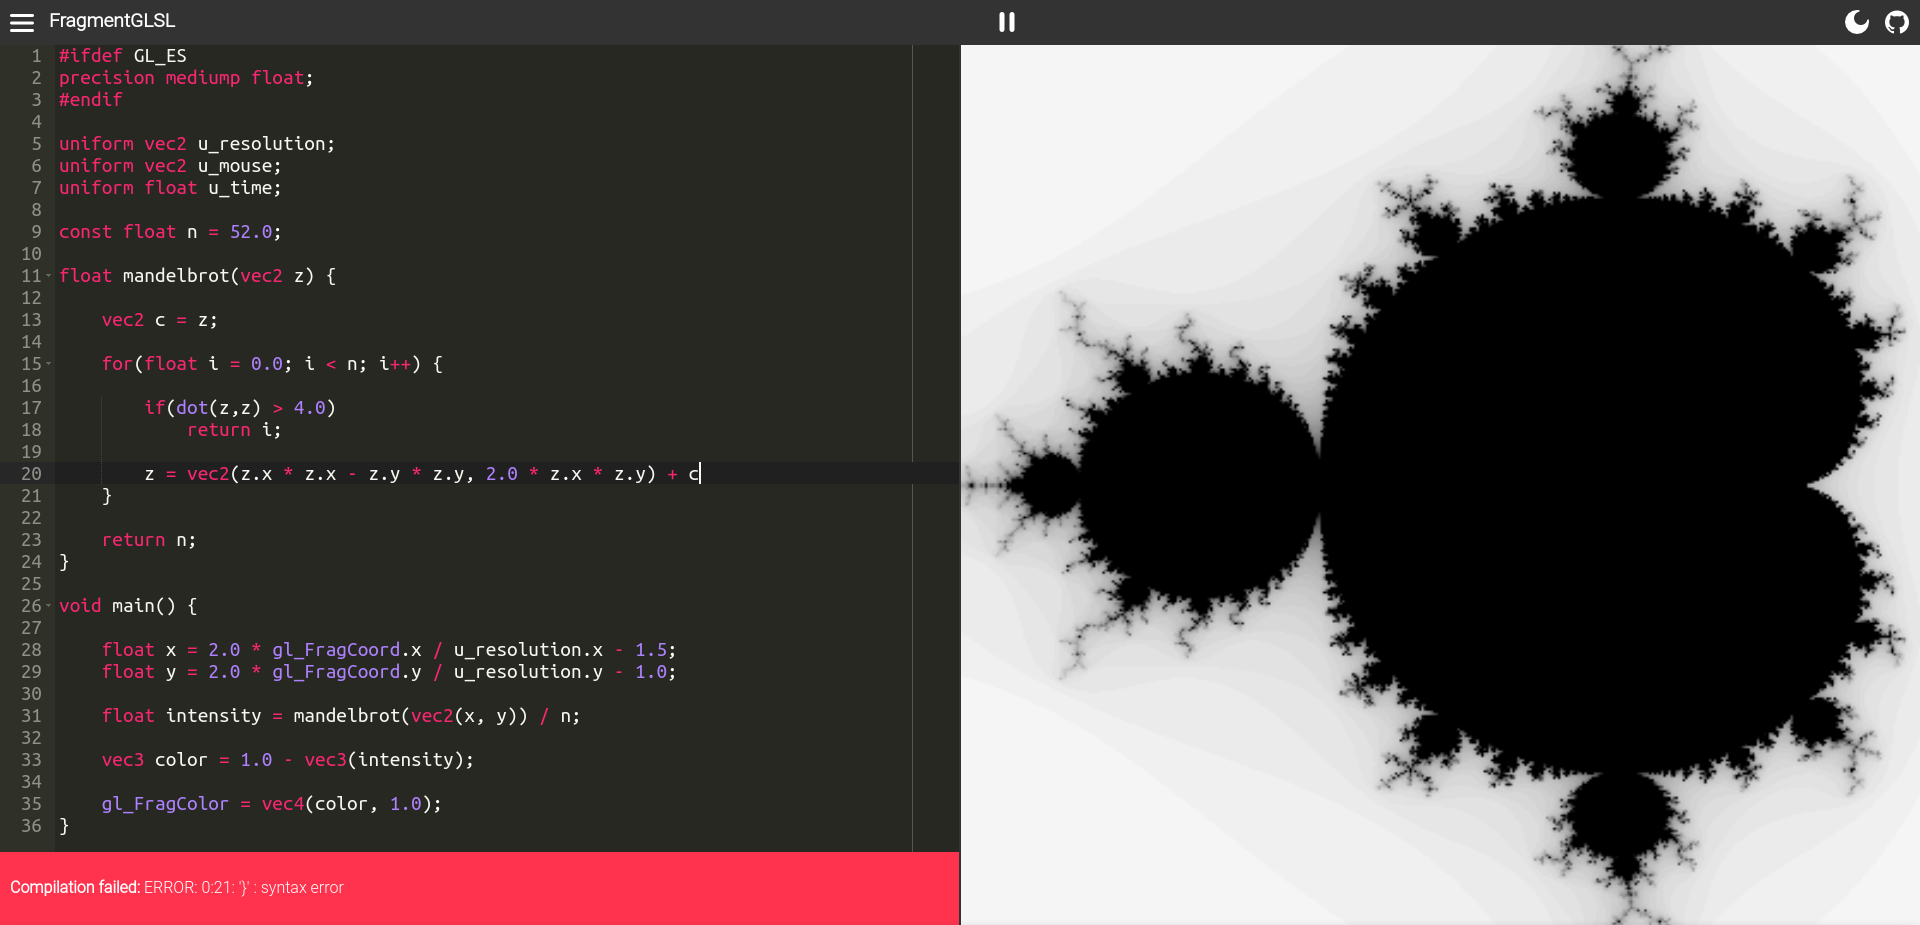 FragmentGLSL
1 #ifdef GL_ES
2 precision mediump float;
3 #endif
4
5 uniform vec2 u_resolution;
6 uniform vec2 u_mouse;
7 uniform float u_time;
8
9 const float n = 52.0;
10
11 float mandelbrot(vec2 z) {
12
13     vec2 c = z;
14
15     for(float i = 0.0; i < n; i++) {
16
17         if(dot(z,z) > 4.0)
18             return i;
19
20         z = vec2(z.x * z.x - z.y * z.y, 2.0 * z.x * z.y) + c
21     }
22
23     return n;
24 }
25
26 void main() {
27
28     float x = 2.0 * gl_FragCoord.x / u_resolution.x - 1.5;
29     float y = 2.0 * gl_FragCoord.y / u_resolution.y - 1.0;
30
31     float intensity = mandelbrot(vec2(x, y)) / n;
32
33     vec3 color = 1.0 - vec3(intensity);
34
35     gl_FragColor = vec4(color, 1.0);
36 }
Compilation failed: ERROR: 0:21: '}' : syntax error